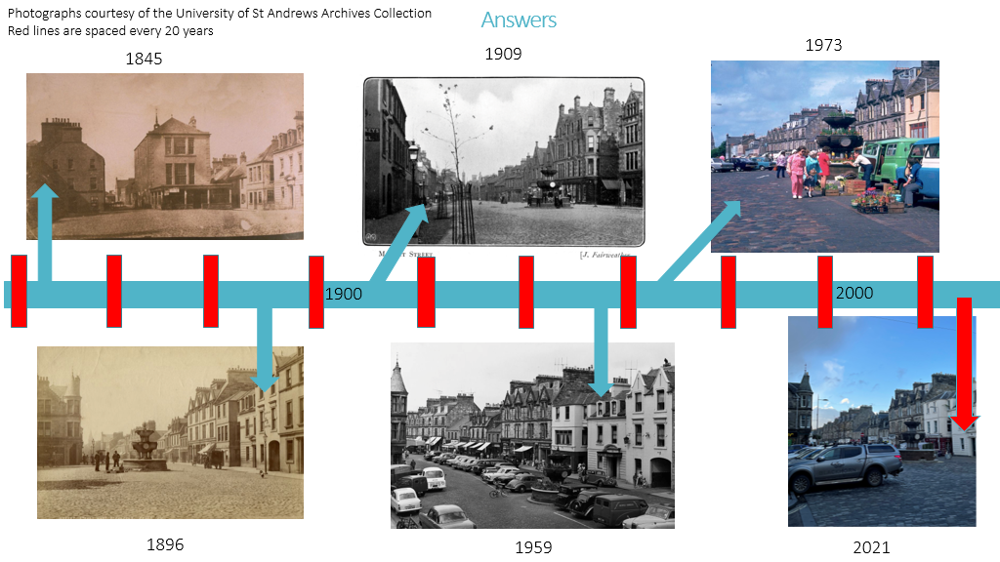 Photographs courtesy of the University of St Andrews Archives Collection
Red lines are spaced every 20 years
Answers
1845
1909
1973
[J. Fairweather
1900
2000
1896
1959
2021